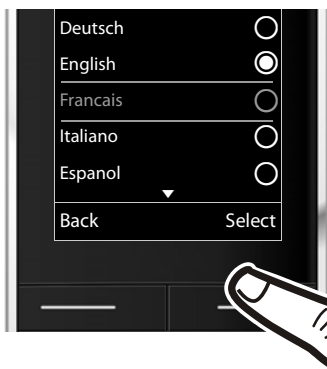 Deutsch
English
Francais
Italiano
Espanol
Back Select